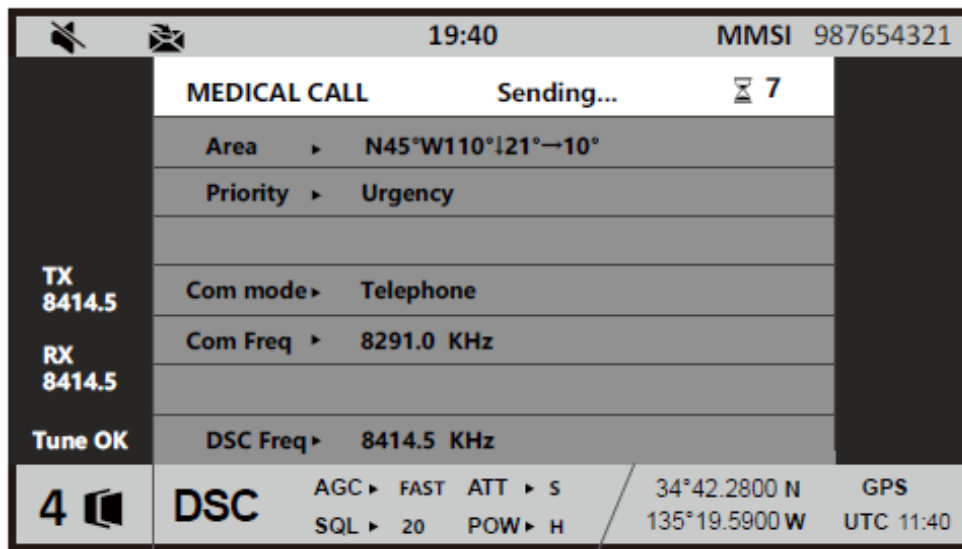 19:40 MMSI 987654321
MEDICAL CALL Sending... 7
Area ▸ N45°W110°↓21°→10°
Priority ▸ Urgency
TX
8414.5
Com mode ▸ Telephone
Com Freq ▸ 8291.0 KHz
RX
8414.5
Tune OK
DSC Freq ▸ 8414.5 KHz
4
DSC
AGC ▸ FAST ATT ▸ S
SQL ▸ 20 POW ▸ H
34°42.2800 N GPS
135°19.5900 W UTC 11:40